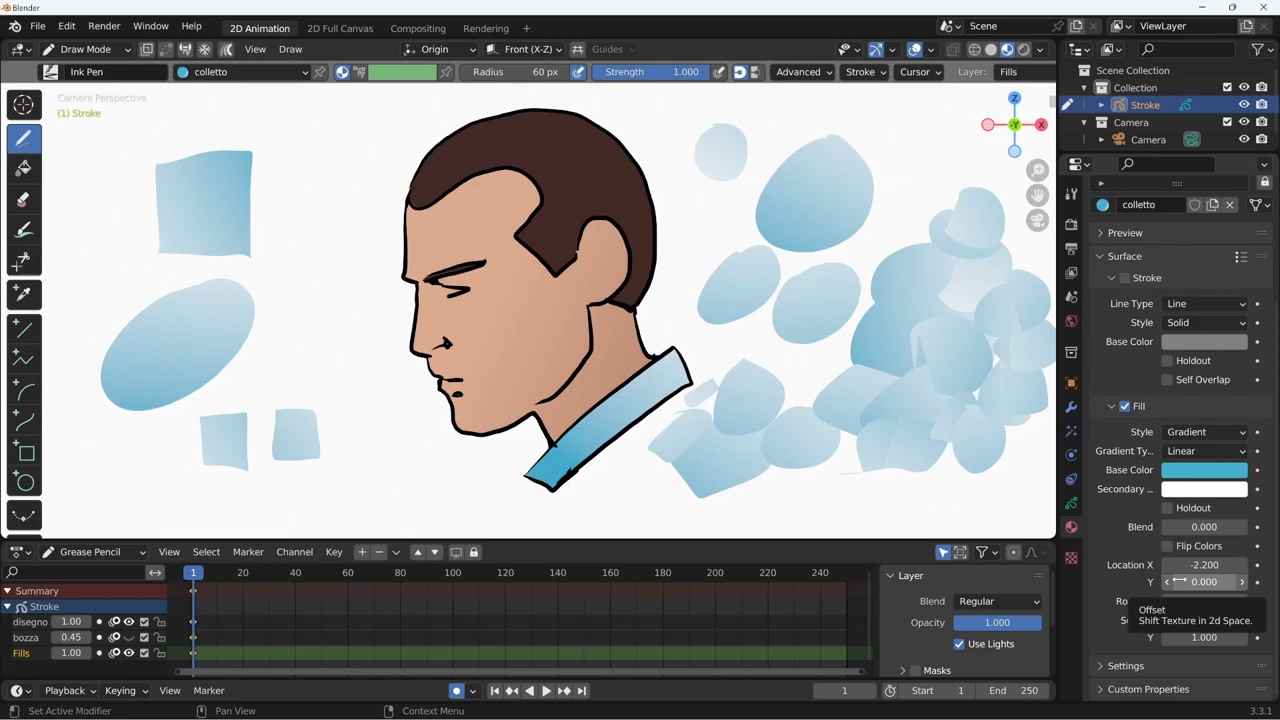 Blender
File Edit Render Window Help 2D Animation 2D Full Canvas Compositing Rendering + Scene ViewLayer
Draw Mode View Draw Origin Front (X-Z) Guides
Ink Pen colletto Radius 60 px Strength 1.000 Advanced Stroke Cursor Layer: Fills
Camera Perspective
(1) Stroke
Z
-Y X
Scene Collection
Collection
Stroke
Camera
Camera
colletto
Preview
Surface
Stroke
Line Type Line
Style Solid
Base Color
Holdout
Self Overlap
Fill
Style Gradient
Gradient Ty... Linear
Base Color
Secondary ...
Holdout
Blend 0.000
Flip Colors
Location X -2.200
Y 0.000
Offset
Shift Texture in 2d Space.
Y 1.000
Settings
Custom Properties
Grease Pencil View Select Marker Channel Key
1 20 40 60 80 100 120 140 160 180 200 220 240
Summary
Stroke
disegno 1.00
bozza 0.45
Fills 1.00
Layer
Blend Regular
Opacity 1.000
Use Lights
Masks
Playback Keying View Marker 1 Start 1 End 250
Set Active Modifier Pan View Context Menu 3.3.1